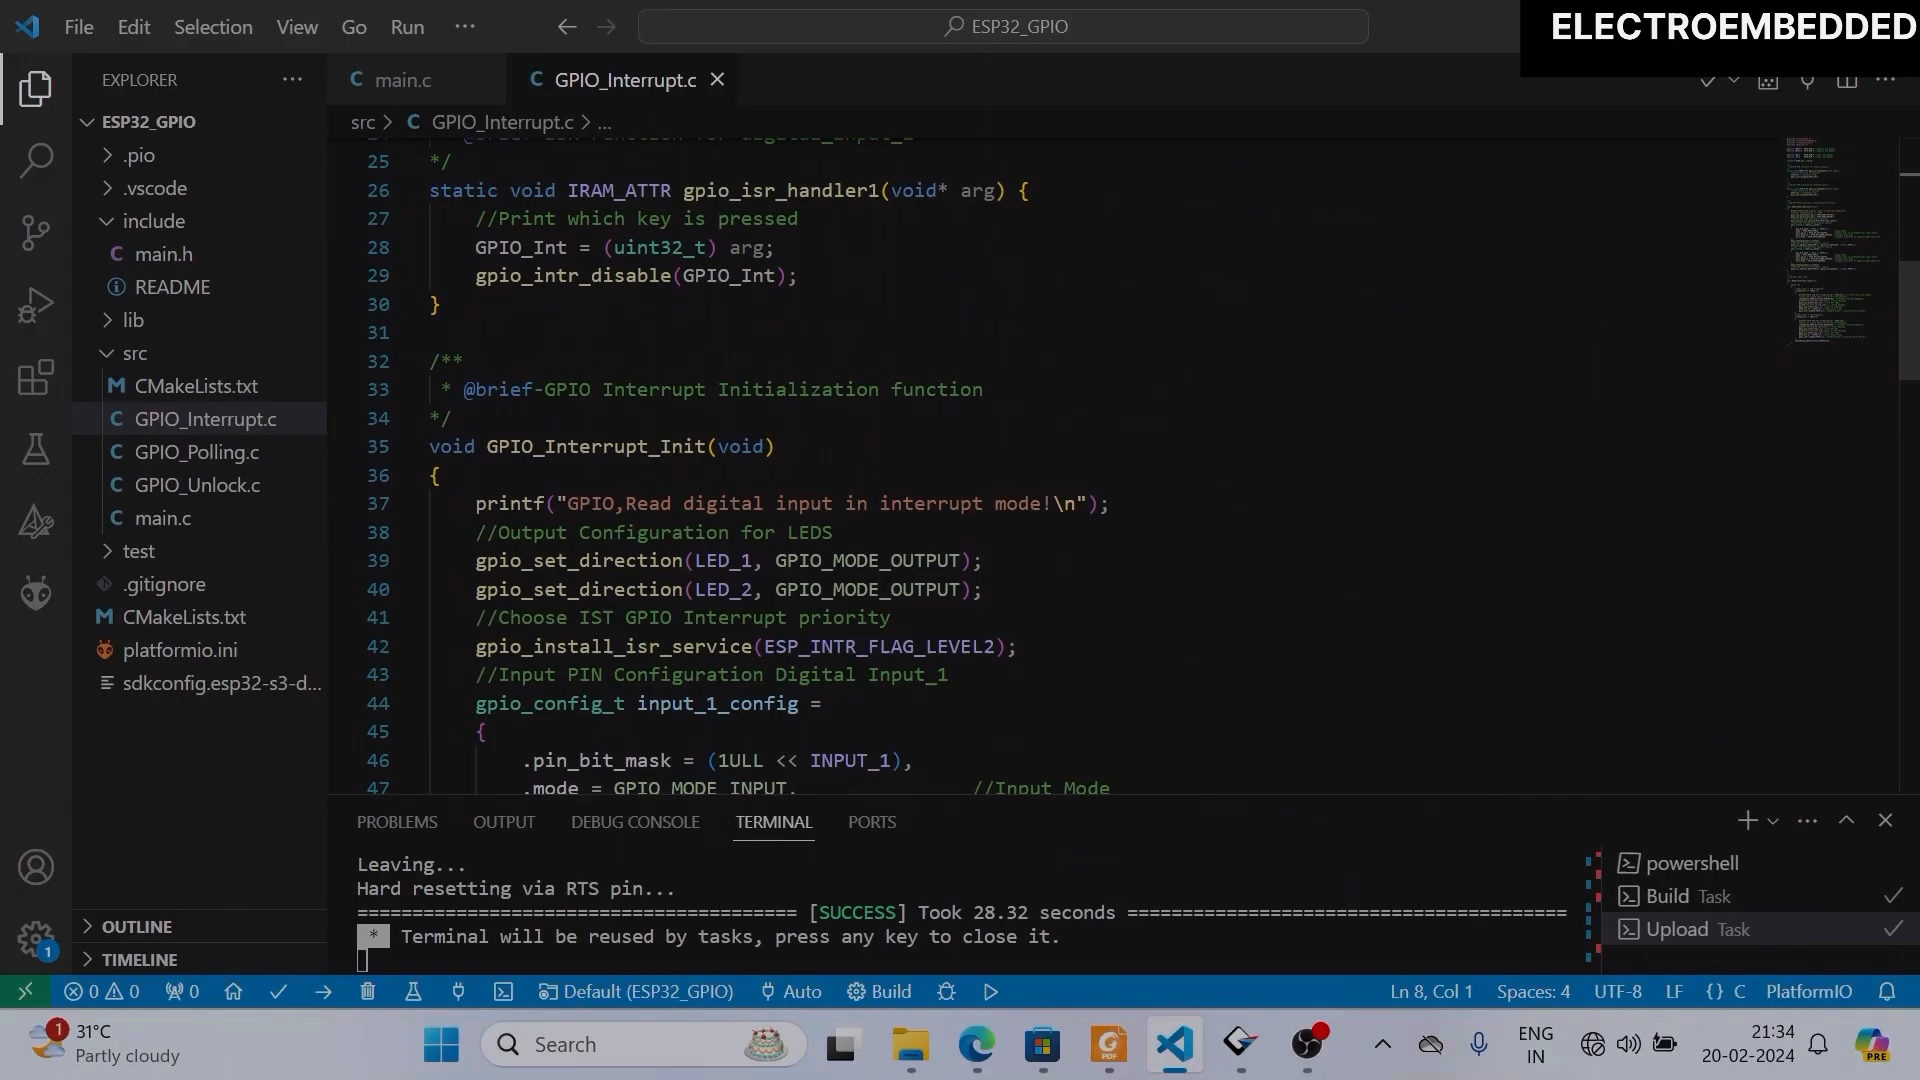 File Edit Selection View Go Run ···
ESP32_GPIO
ELECTROEMBEDDED
EXPLORER
main.c
GPIO_Interrupt.c
ESP32_GPIO
src > C GPIO_Interrupt.c > ...
.pio
.vscode
include
C main.h
README
lib
src
M CMakeLists.txt
C GPIO_Interrupt.c
C GPIO_Polling.c
C GPIO_Unlock.c
C main.c
test
.gitignore
M CMakeLists.txt
platformio.ini
sdkconfig.esp32-s3-d...
OUTLINE
TIMELINE
25 */
26 static void IRAM_ATTR gpio_isr_handler1(void* arg) {
27 //Print which key is pressed
28 GPIO_Int = (uint32_t) arg;
29 gpio_intr_disable(GPIO_Int);
30 }
31
32 /**
33 * @brief-GPIO Interrupt Initialization function
34 */
35 void GPIO_Interrupt_Init(void)
36 {
37 printf("GPIO,Read digital input in interrupt mode!\n");
38 //Output Configuration for LEDS
39 gpio_set_direction(LED_1, GPIO_MODE_OUTPUT);
40 gpio_set_direction(LED_2, GPIO_MODE_OUTPUT);
41 //Choose IST GPIO Interrupt priority
42 gpio_install_isr_service(ESP_INTR_FLAG_LEVEL2);
43 //Input PIN Configuration Digital Input_1
44 gpio_config_t input_1_config =
45 {
46 .pin_bit_mask = (1ULL << INPUT_1),
47 .mode = GPIO_MODE_INPUT, //Input Mode
PROBLEMS OUTPUT DEBUG CONSOLE TERMINAL PORTS
Leaving...
Hard resetting via RTS pin...
======================================== [SUCCESS] Took 28.32 seconds ========================================
* Terminal will be reused by tasks, press any key to close it.
powershell
Build Task
Upload Task
0 0 0 Default (ESP32_GPIO) Auto Build Ln 8, Col 1 Spaces: 4 UTF-8 LF {} C PlatformIO
1
1 31°C
Partly cloudy
Search
PDF
ENG
IN
21:34
20-02-2024
PRE